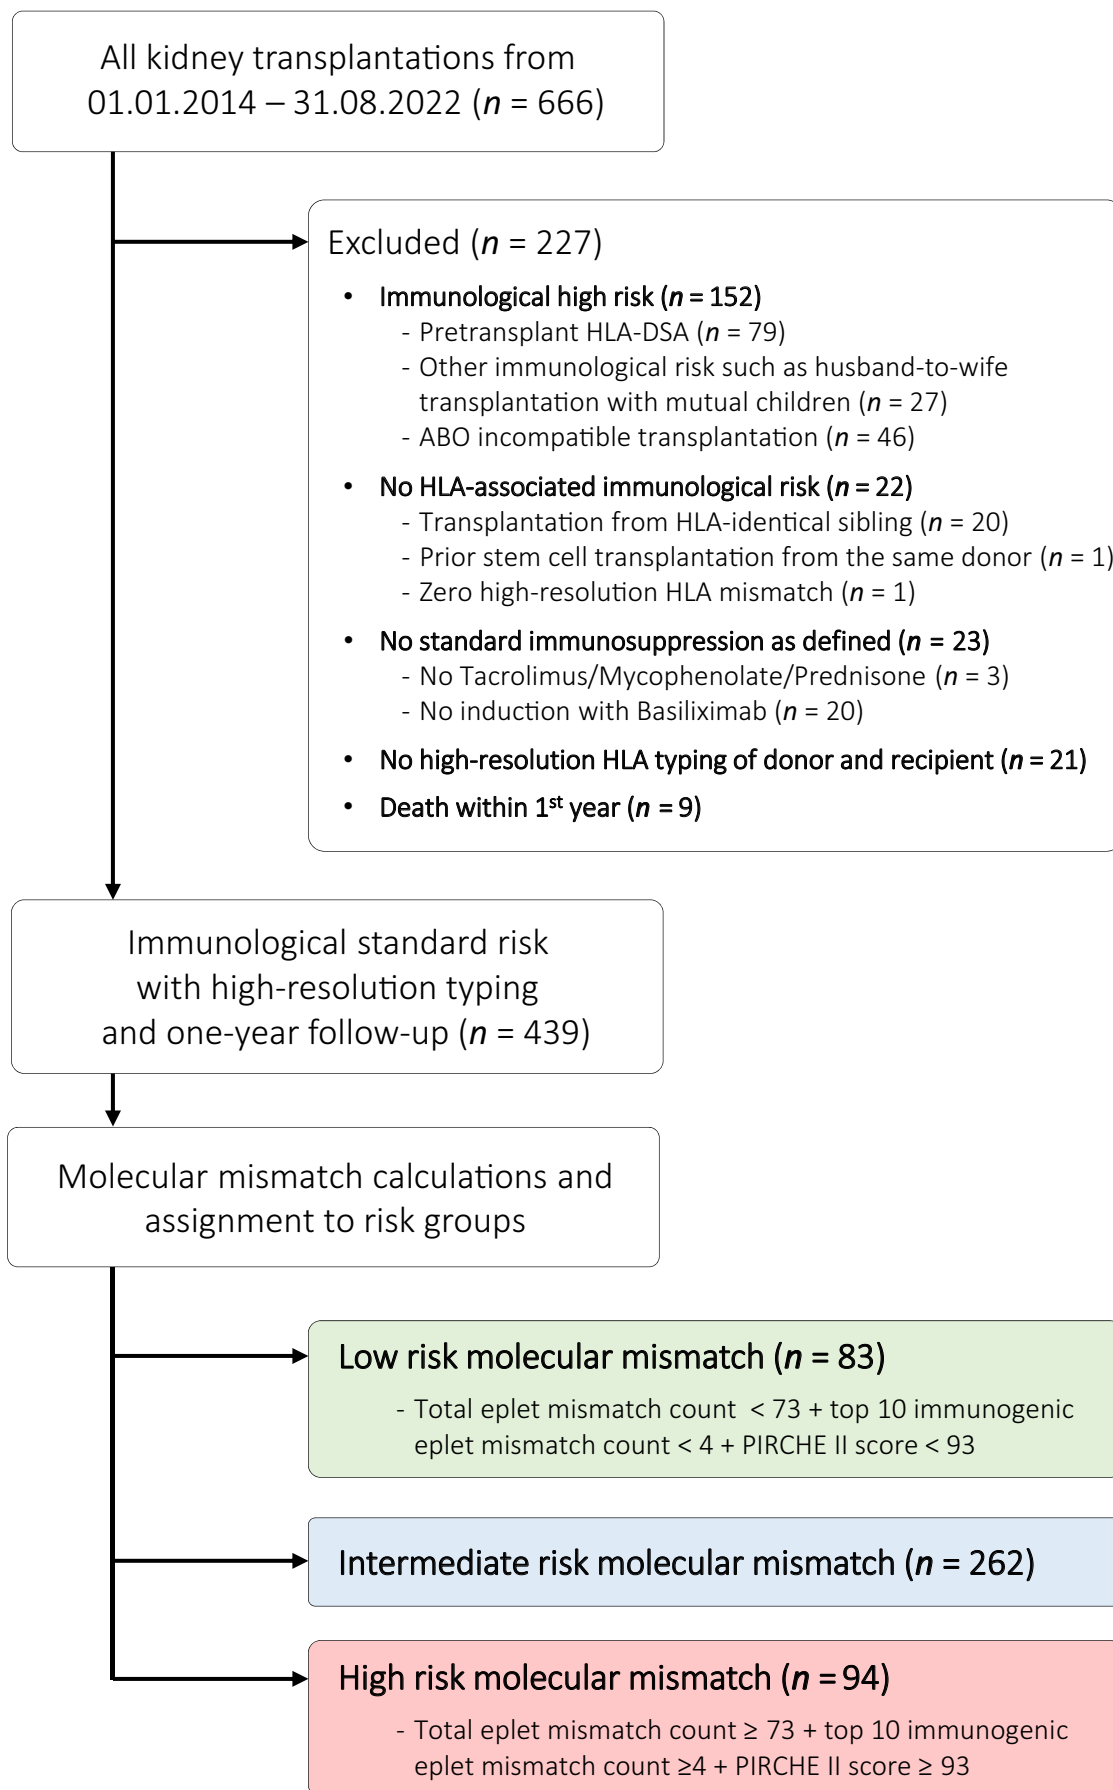 All kidney transplantations from
01.01.2014 – 31.08.2022 (n = 666)
Excluded (n = 227)
• Immunological high risk (n = 152)
- Pretransplant HLA-DSA (n = 79)
- Other immunological risk such as husband-to-wife
transplantation with mutual children (n = 27)
- ABO incompatible transplantation (n = 46)
• No HLA-associated immunological risk (n = 22)
- Transplantation from HLA-identical sibling (n = 20)
- Prior stem cell transplantation from the same donor (n = 1)
- Zero high-resolution HLA mismatch (n = 1)
• No standard immunosuppression as defined (n = 23)
- No Tacrolimus/Mycophenolate/Prednisone (n = 3)
- No induction with Basiliximab (n = 20)
• No high-resolution HLA typing of donor and recipient (n = 21)
• Death within 1st year (n = 9)
Immunological standard risk
with high-resolution typing
and one-year follow-up (n = 439)
Molecular mismatch calculations and
assignment to risk groups
Low risk molecular mismatch (n = 83)
- Total eplet mismatch count < 73 + top 10 immunogenic
eplet mismatch count < 4 + PIRCHE II score < 93
Intermediate risk molecular mismatch (n = 262)
High risk molecular mismatch (n = 94)
- Total eplet mismatch count ≥ 73 + top 10 immunogenic
eplet mismatch count ≥4 + PIRCHE II score ≥ 93